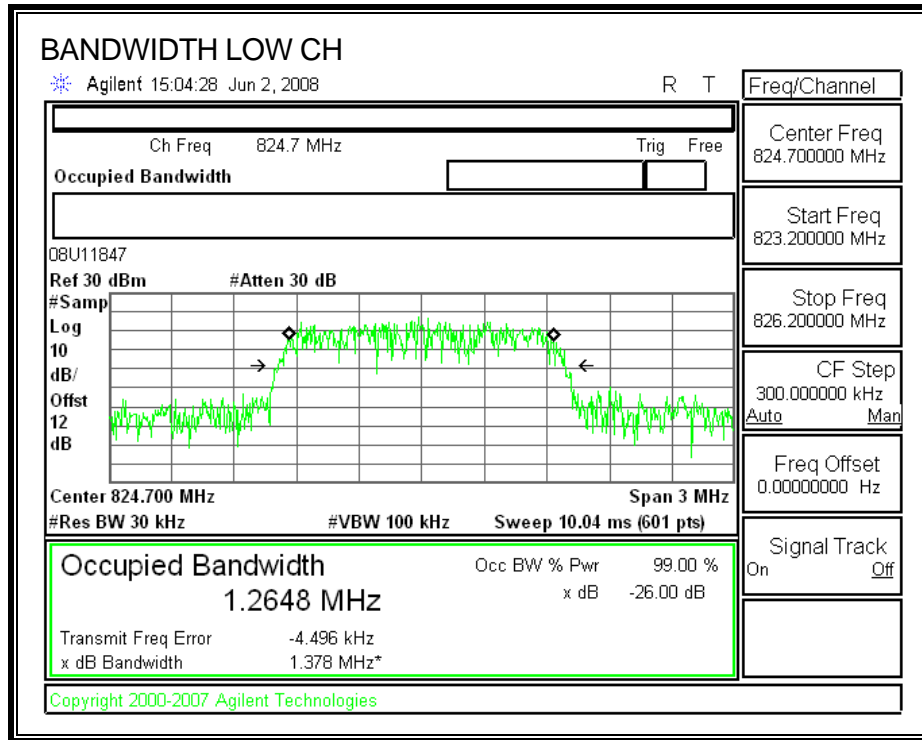 BANDWIDTH LOW CH
Agilent 15:04:28 Jun 2, 2008 R T
Freq/Channel
Ch Freq 824.7 MHz Trig Free
Occupied Bandwidth
Center Freq
824.700000 MHz
Start Freq
823.200000 MHz
Stop Freq
826.200000 MHz
CF Step
300.000000 kHz
Auto Man
Freq Offset
0.00000000 Hz
Signal Track
On Off
08U11847
Ref 30 dBm #Atten 30 dB
#Samp
Log
10
dB/
Offst
12
dB
Center 824.700 MHz Span 3 MHz
#Res BW 30 kHz #VBW 100 kHz Sweep 10.04 ms (601 pts)
Occupied Bandwidth
1.2648 MHz
Occ BW % Pwr 99.00 %
x dB -26.00 dB
Transmit Freq Error -4.496 kHz
x dB Bandwidth 1.378 MHz*
Copyright 2000-2007 Agilent Technologies